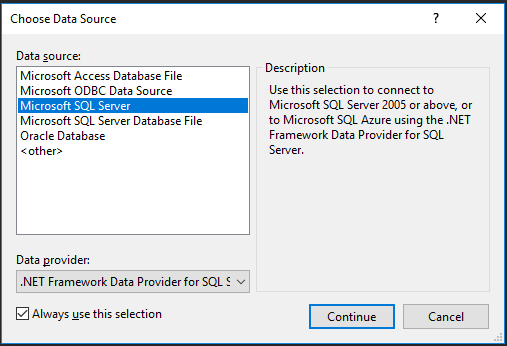 Choose Data Source
?
Data source:
Microsoft Access Database File
Microsoft ODBC Data Source
Microsoft SQL Server
Microsoft SQL Server Database File
Oracle Database
<other>
Description
Use this selection to connect to
Microsoft SQL Server 2005 or above, or
to Microsoft SQL Azure using the .NET
Framework Data Provider for SQL
Server.
Data provider:
.NET Framework Data Provider for SQL S
Always use this selection
Continue
Cancel